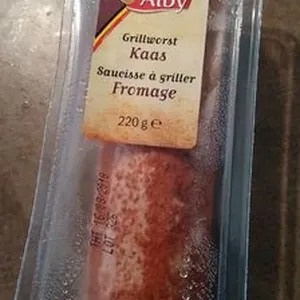 Alby
Grillworst
Kaas
Saucisse à griller
Fromage
220 g e